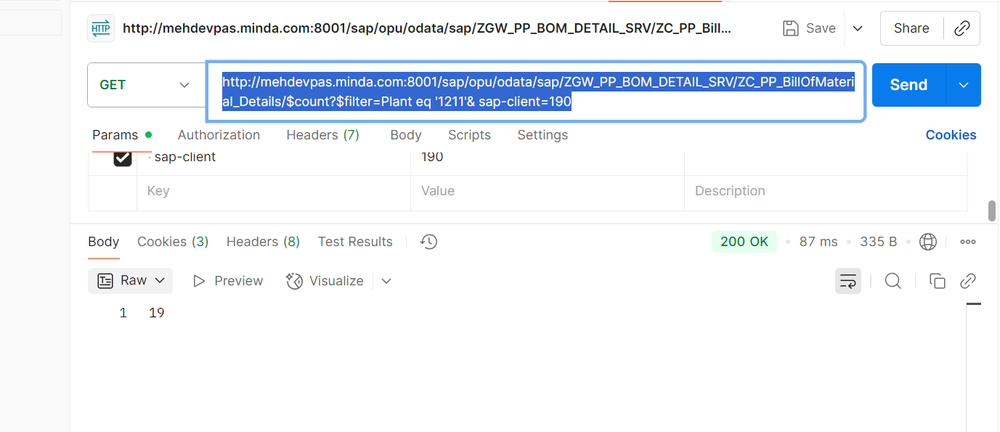 HTTP http://mehdevpas.minda.com:8001/sap/opu/odata/sap/ZGW_PP_BOM_DETAIL_SRV/ZC_PP_Bill... Save Share
GET http://mehdevpas.minda.com:8001/sap/opu/odata/sap/ZGW_PP_BOM_DETAIL_SRV/ZC_PP_BillOfMateri
al_Details/$count?$filter=Plant eq '1211'& sap-client=190
Send
Params Authorization Headers (7) Body Scripts Settings Cookies
sap-client 190
Key Value Description
Body Cookies (3) Headers (8) Test Results 200 OK 87 ms 335 B
Raw Preview Visualize
1 19